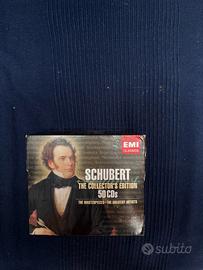 EMI
CLASSICS
SCHUBERT
THE COLLECTOR'S EDITION
50 CDs
THE MASTERPIECES • THE GREATEST ARTISTS
subito